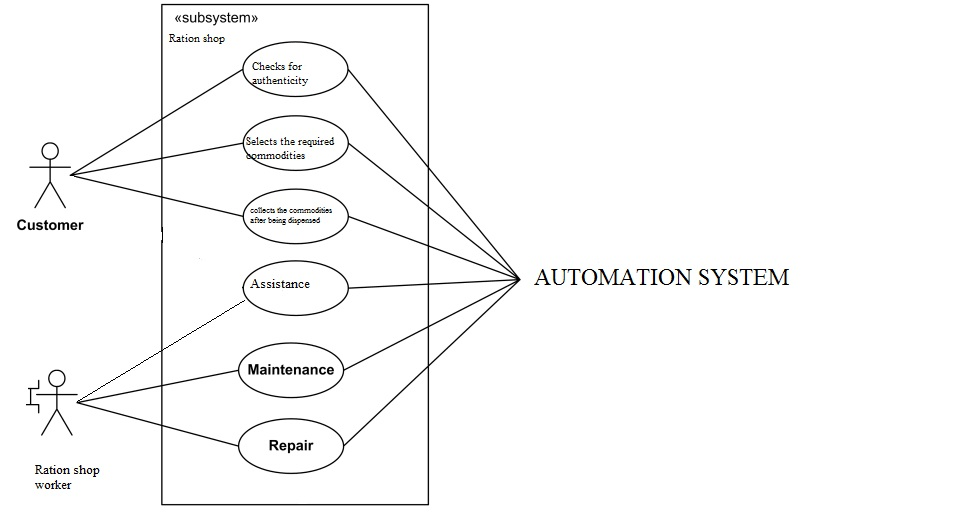 «subsystem»
Ration shop
Checks for
authenticity
Selects the required
commodities
collects the commodities
after being dispensed
Assistance
Maintenance
Repair
Customer
Ration shop
worker
AUTOMATION SYSTEM